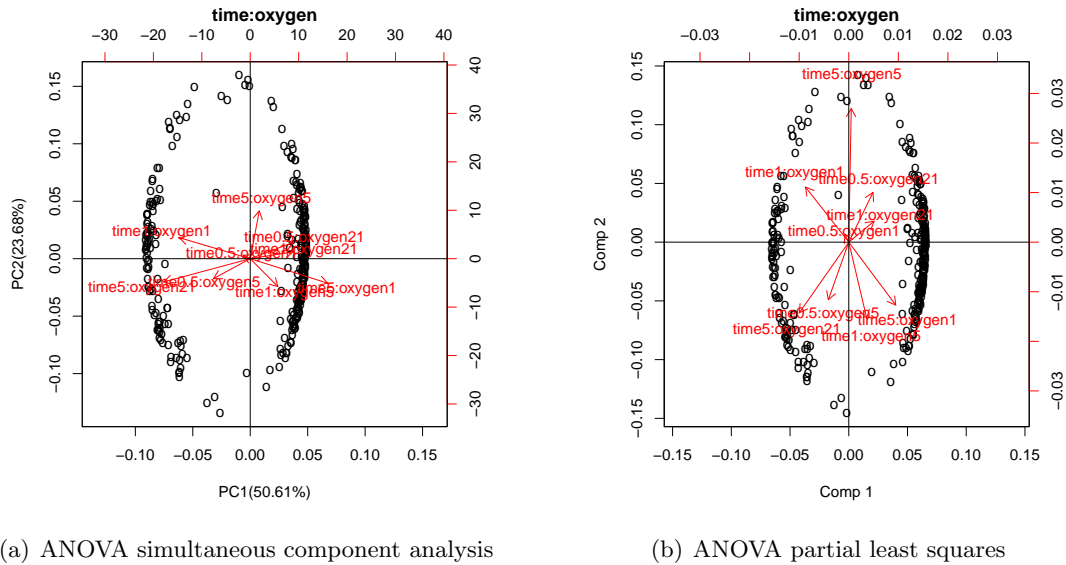 time:oxygen
−30 −20 −10 0 10 20 30 40
0.15
0.10
0.05
0.00
−0.05
−0.10
PC2(23.68%)
40
30
20
10
0
−10
−20
−30
time5:oxygen5
time1:oxygen1
time0.5:oxygen21
time1:oxygen21
time0.5:oxygen1
time5:oxygen21
time0.5:oxygen5
time1:oxygen5
time5:oxygen1
−0.10 −0.05 0.00 0.05 0.10 0.15
PC1(50.61%)
(a) ANOVA simultaneous component analysis
time:oxygen
−0.03 −0.01 0.00 0.01 0.03
0.15
0.10
0.05
0.00
−0.05
−0.10
−0.15
Comp 2
0.03
0.02
0.01
0.00
−0.01
−0.03
time5:oxygen5
time1:oxygen1
time0.5:oxygen21
time1:oxygen21
time0.5:oxygen1
time0.5:oxygen5
time5:oxygen1
time5:oxygen21
time1:oxygen5
−0.15 −0.10 −0.05 0.00 0.05 0.10 0.15
Comp 1
(b) ANOVA partial least squares